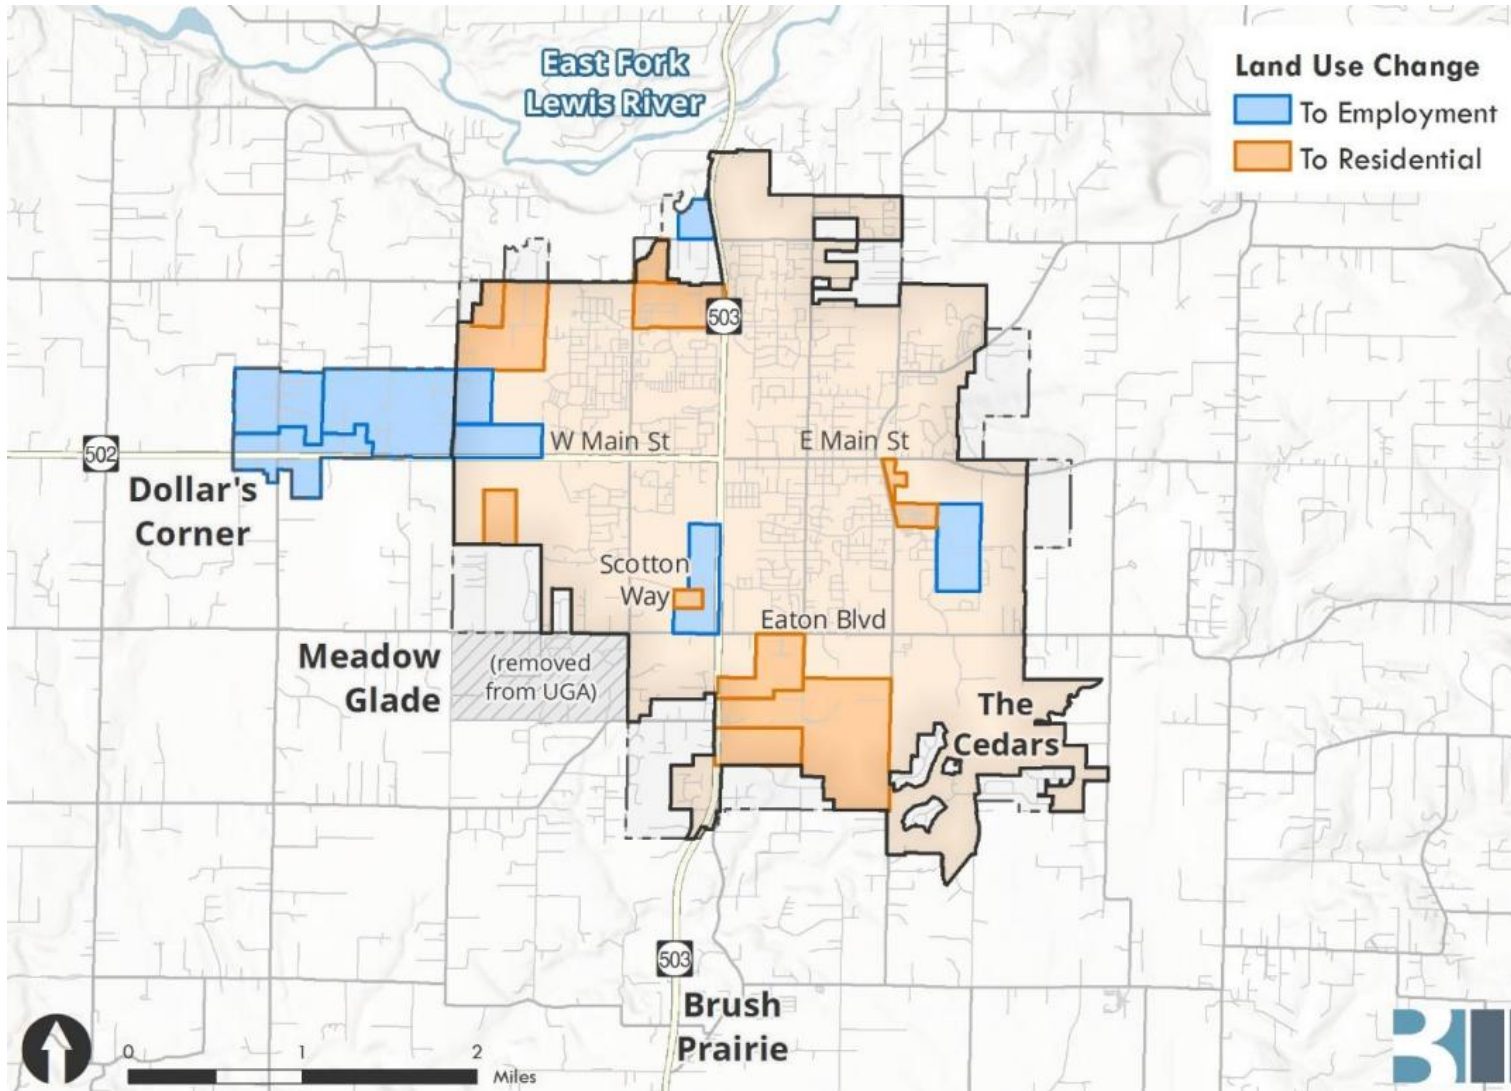 East Fork
Lewis River
Land Use Change
To Employment
To Residential
503
W Main St
E Main St
502
Dollar's
Corner
Scotton
Way
Eaton Blvd
Meadow
Glade
(removed
from UGA)
The
Cedars
503
Brush
Prairie
0 1 2
Miles